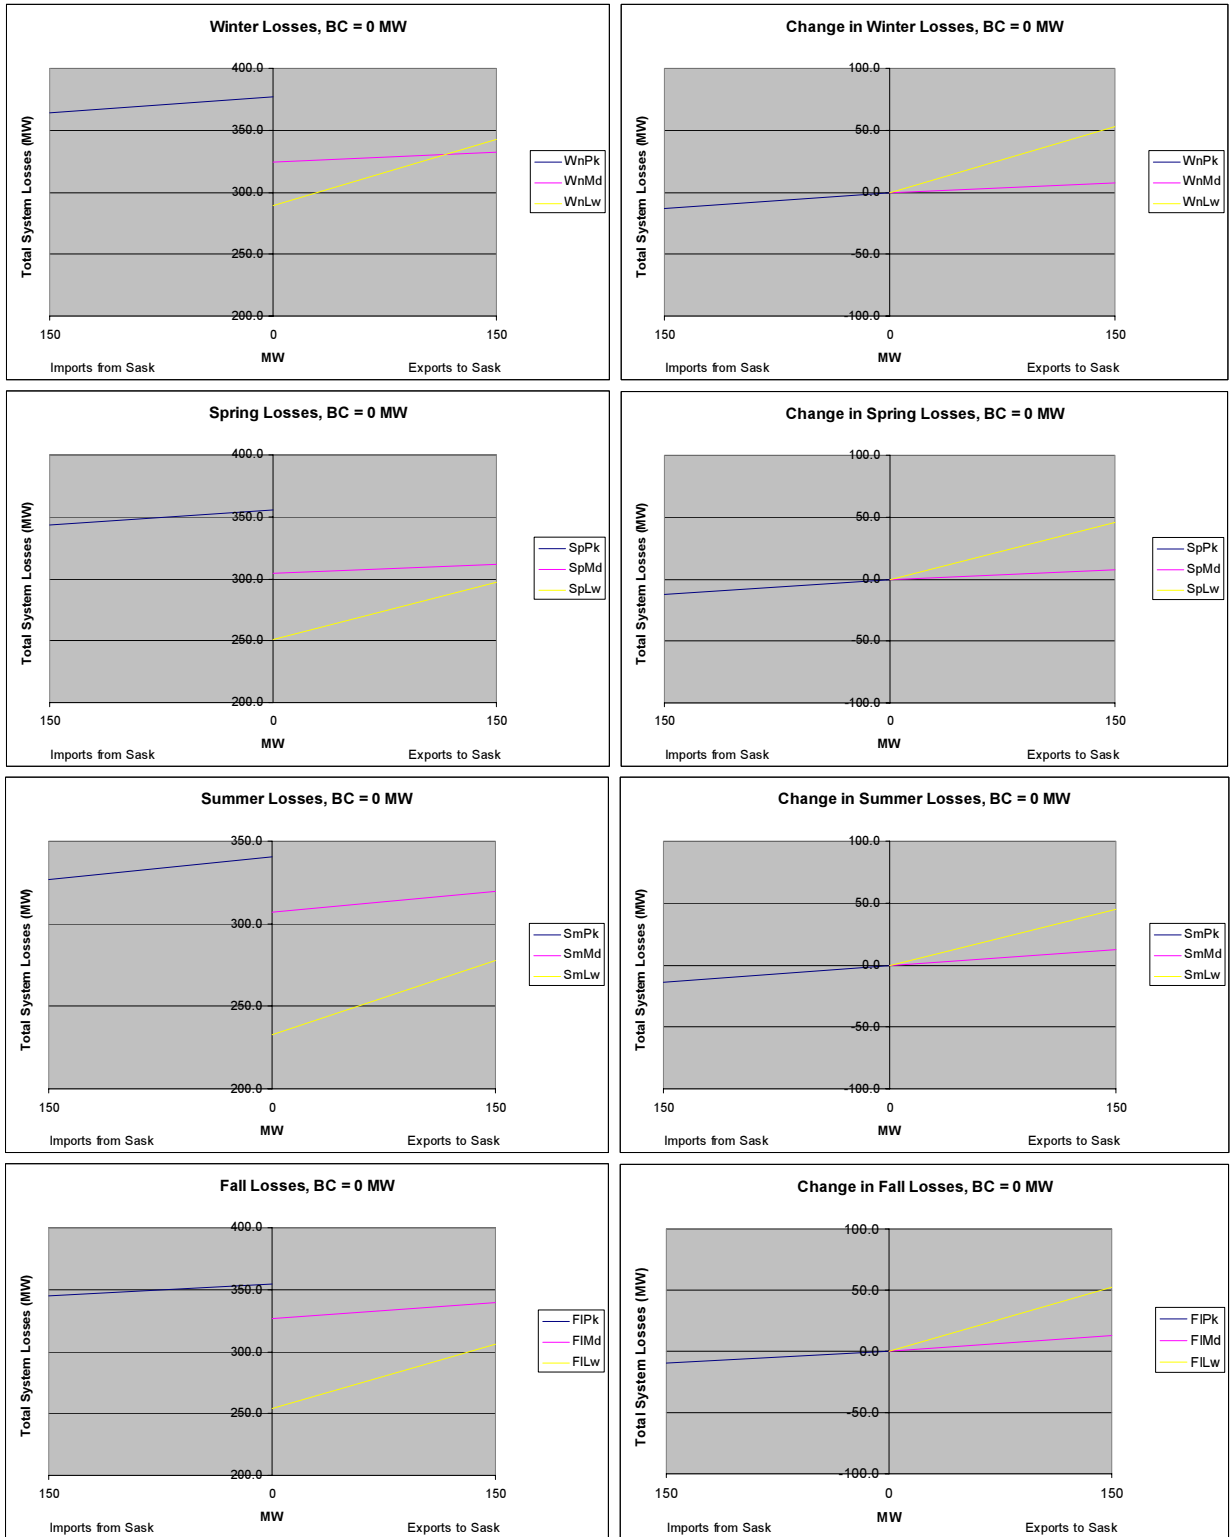 Winter Losses, BC = 0 MW
Total System Losses (MW)
400.0
350.0
300.0
250.0
200.0
150
0
150
MW
Imports from Sask
Exports to Sask
WnPk
WnMd
WnLw
Change in Winter Losses, BC = 0 MW
Total System Losses (MW)
100.0
50.0
0.0
-50.0
-100.0
150
0
150
MW
Imports from Sask
Exports to Sask
WnPk
WnMd
WnLw
Spring Losses, BC = 0 MW
Total System Losses (MW)
400.0
350.0
300.0
250.0
200.0
150
0
150
MW
Imports from Sask
Exports to Sask
SpPk
SpMd
SpLw
Change in Spring Losses, BC = 0 MW
Total System Losses (MW)
100.0
50.0
0.0
-50.0
-100.0
150
0
150
MW
Imports from Sask
Exports to Sask
SpPk
SpMd
SpLw
Summer Losses, BC = 0 MW
Total System Losses (MW)
350.0
300.0
250.0
200.0
150
0
150
MW
Imports from Sask
Exports to Sask
SmPk
SmMd
SmLw
Change in Summer Losses, BC = 0 MW
Total System Losses (MW)
100.0
50.0
0.0
-50.0
-100.0
150
0
150
MW
Imports from Sask
Exports to Sask
SmPk
SmMd
SmLw
Fall Losses, BC = 0 MW
Total System Losses (MW)
400.0
350.0
300.0
250.0
200.0
150
0
150
MW
Imports from Sask
Exports to Sask
FlPk
FlMd
FlLw
Change in Fall Losses, BC = 0 MW
Total System Losses (MW)
100.0
50.0
0.0
-50.0
-100.0
150
0
150
MW
Imports from Sask
Exports to Sask
FlPk
FlMd
FlLw